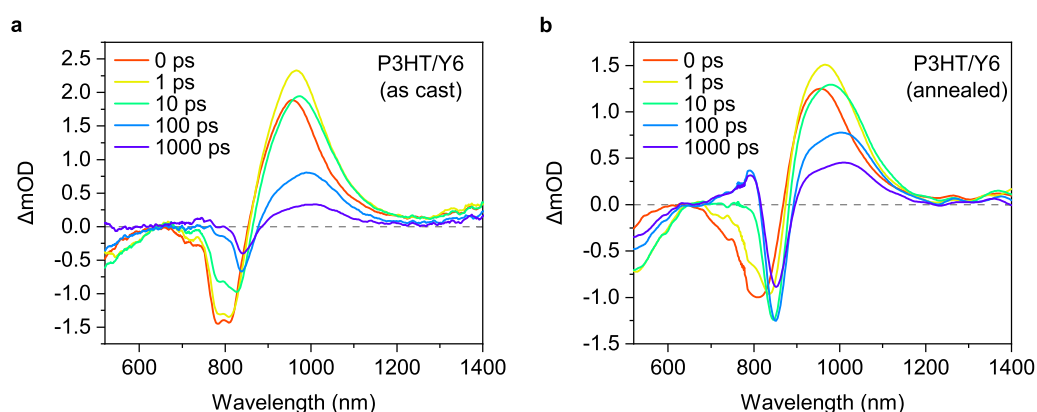 a
b
2.5
2.0
1.5
1.0
0.5
0.0
-0.5
-1.0
-1.5
ΔmOD
0 ps
1 ps
10 ps
100 ps
1000 ps
P3HT/Y6
(as cast)
600
800
1000
1200
1400
Wavelength (nm)
1.5
1.0
0.5
0.0
-0.5
-1.0
-1.5
ΔmOD
0 ps
1 ps
10 ps
100 ps
1000 ps
P3HT/Y6
(annealed)
600
800
1000
1200
1400
Wavelength (nm)